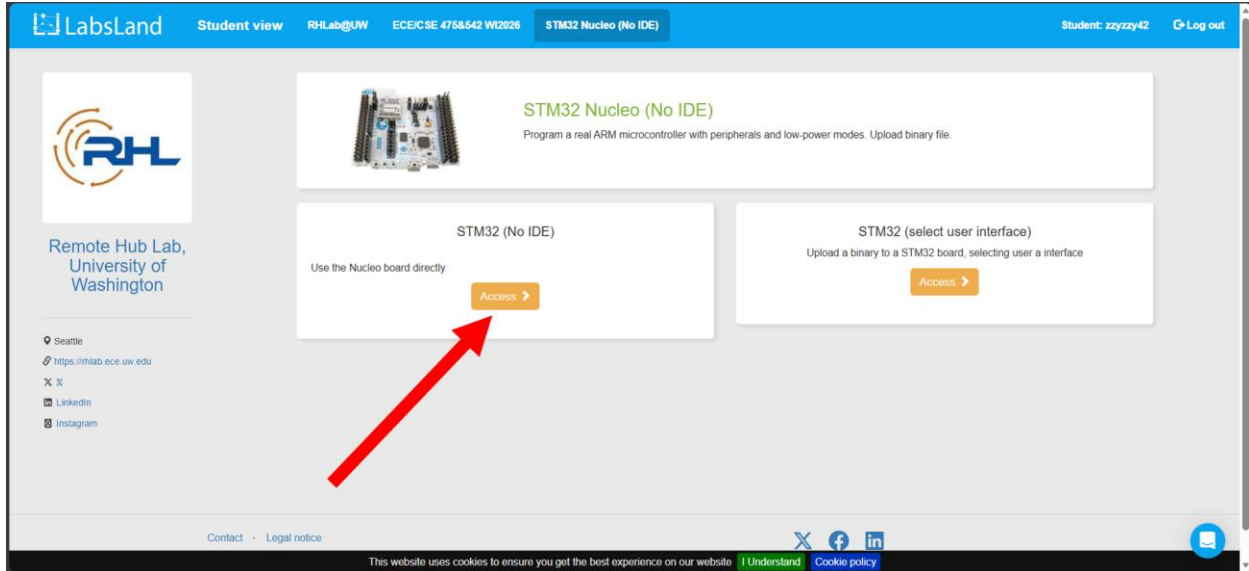 LabsLand
Student view
RHLab@UW
ECE/CSE 475&542 WI2026
STM32 Nucleo (No IDE)
Student: zzyzzy42
Log out
RHL
Remote Hub Lab,
University of
Washington
Seattle
https://rhlab.ece.uw.edu
X
LinkedIn
Instagram
STM32 Nucleo (No IDE)
Program a real ARM microcontroller with peripherals and low-power modes. Upload binary file.
STM32 (No IDE)
Use the Nucleo board directly
Access
STM32 (select user interface)
Upload a binary to a STM32 board, selecting user a interface
Access
Contact - Legal notice
This website uses cookies to ensure you get the best experience on our website I Understand Cookie policy